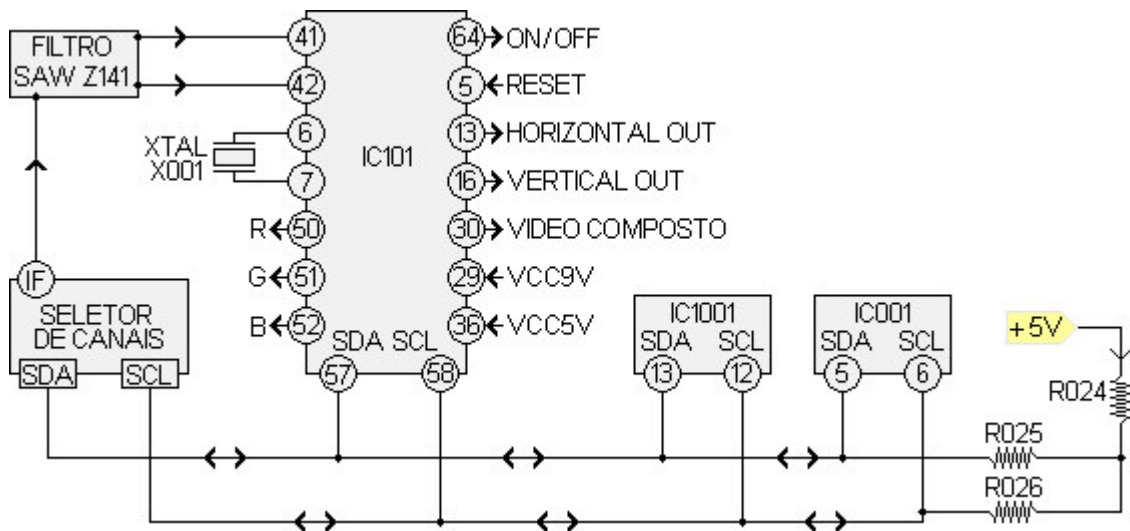 FILTRO
SAW Z141
41
42
6
7
50
51
52
XTAL
X001
R
G
B
IC101
SDA SCL
57
58
64
ON/OFF
5
RESET
13
HORIZONTAL OUT
16
VERTICAL OUT
30
VIDEO COMPOSTO
29
VCC9V
36
VCC5V
IF
SELETOR
DE CANAIS
SDA
SCL
IC1001
SDA SCL
13
12
IC001
SDA SCL
5
6
+5V
R024
R025
R026